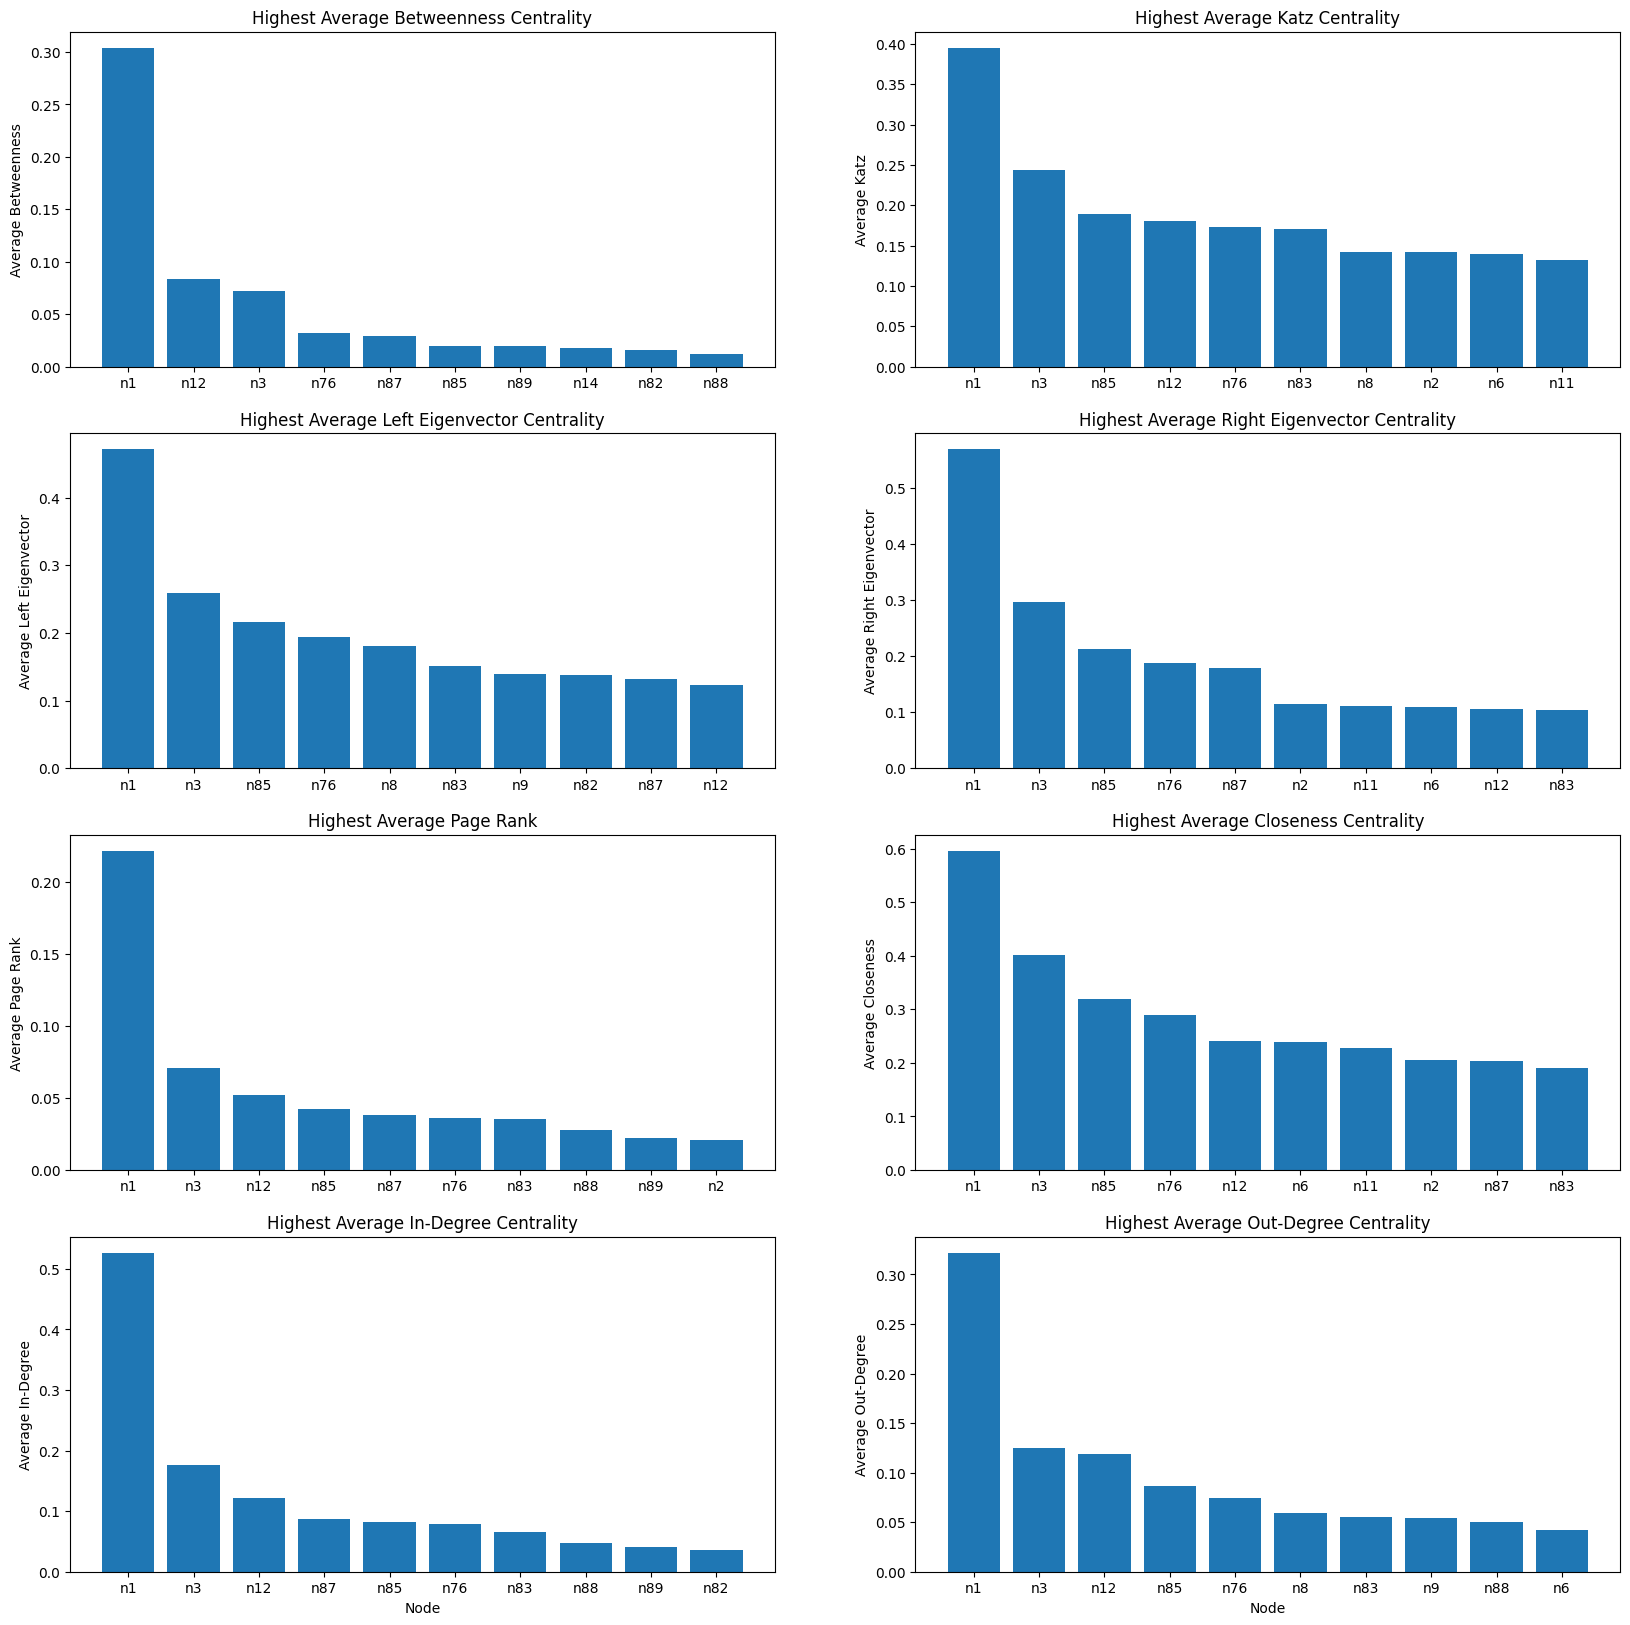 Highest Average Betweenness Centrality
Average Betweenness
0.30
0.25
0.20
0.15
0.10
0.05
0.00
n1 n12 n3 n76 n87 n85 n89 n14 n82 n88
Highest Average Katz Centrality
Average Katz
0.40
0.35
0.30
0.25
0.20
0.15
0.10
0.05
0.00
n1 n3 n85 n12 n76 n83 n8 n2 n6 n11
Highest Average Left Eigenvector Centrality
Average Left Eigenvector
0.4
0.3
0.2
0.1
0.0
n1 n3 n85 n76 n8 n83 n9 n82 n87 n12
Highest Average Right Eigenvector Centrality
Average Right Eigenvector
0.5
0.4
0.3
0.2
0.1
0.0
n1 n3 n85 n76 n87 n2 n11 n6 n12 n83
Highest Average Page Rank
Average Page Rank
0.20
0.15
0.10
0.05
0.00
n1 n3 n12 n85 n87 n76 n83 n88 n89 n2
Highest Average Closeness Centrality
Average Closeness
0.6
0.5
0.4
0.3
0.2
0.1
0.0
n1 n3 n85 n76 n12 n6 n11 n2 n87 n83
Highest Average In-Degree Centrality
Average In-Degree
0.5
0.4
0.3
0.2
0.1
0.0
n1 n3 n12 n87 n85 n76 n83 n88 n89 n82
Node
Highest Average Out-Degree Centrality
Average Out-Degree
0.30
0.25
0.20
0.15
0.10
0.05
0.00
n1 n3 n12 n85 n76 n8 n83 n9 n88 n6
Node